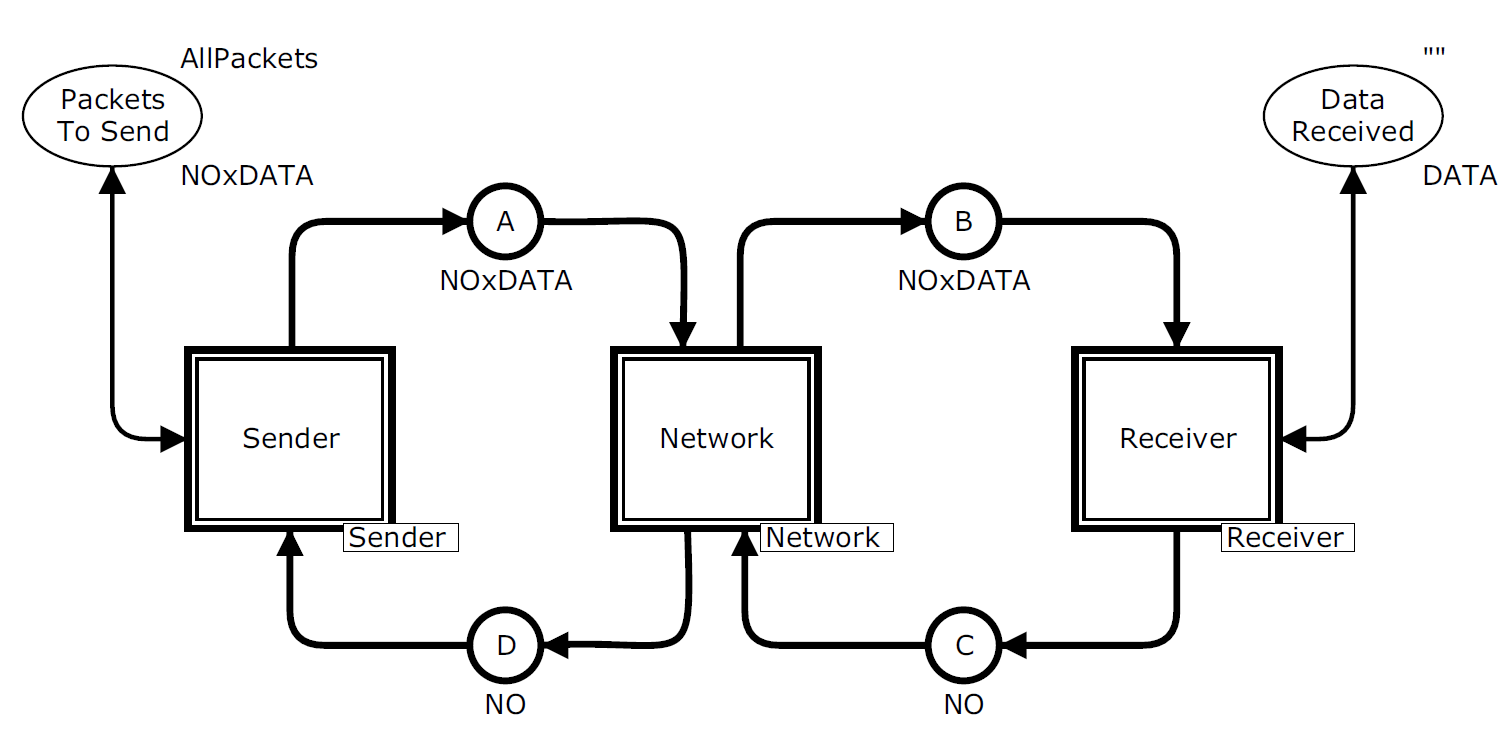 AllPackets
Packets
To Send
NOxDATA
""
Data
Received
DATA
A
NOxDATA
B
NOxDATA
Sender
Sender
Network
Network
Receiver
Receiver
D
NO
C
NO